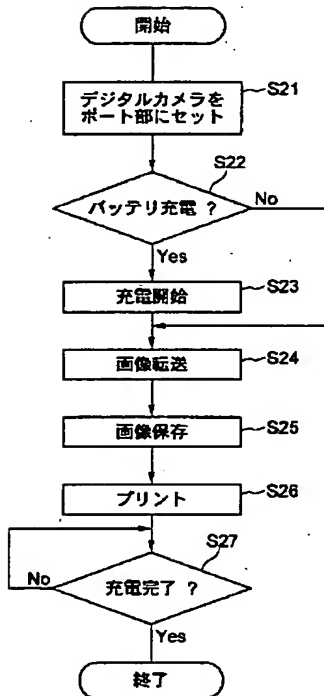 開始
デジタルカメラを
ポート部にセット
S21
S22
バッテリ充電 ?
No
Yes
充電開始
S23
画像転送
S24
画像保存
S25
プリント
S26
S27
No
充電完了 ?
Yes
終了